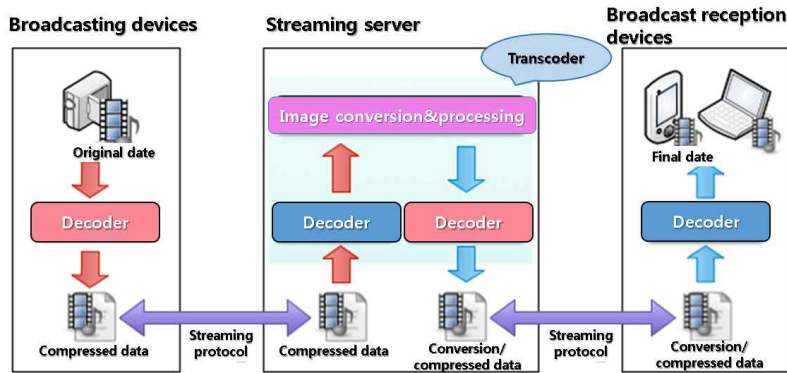 Broadcasting devices
Streaming server
Broadcast reception
devices
Transcoder
Image conversion&processing
Original date
Final date
Decoder
Decoder
Decoder
Decoder
Compressed data
Streaming
protocol
Compressed data
Conversion/
compressed data
Streaming
protocol
Conversion/
compressed data